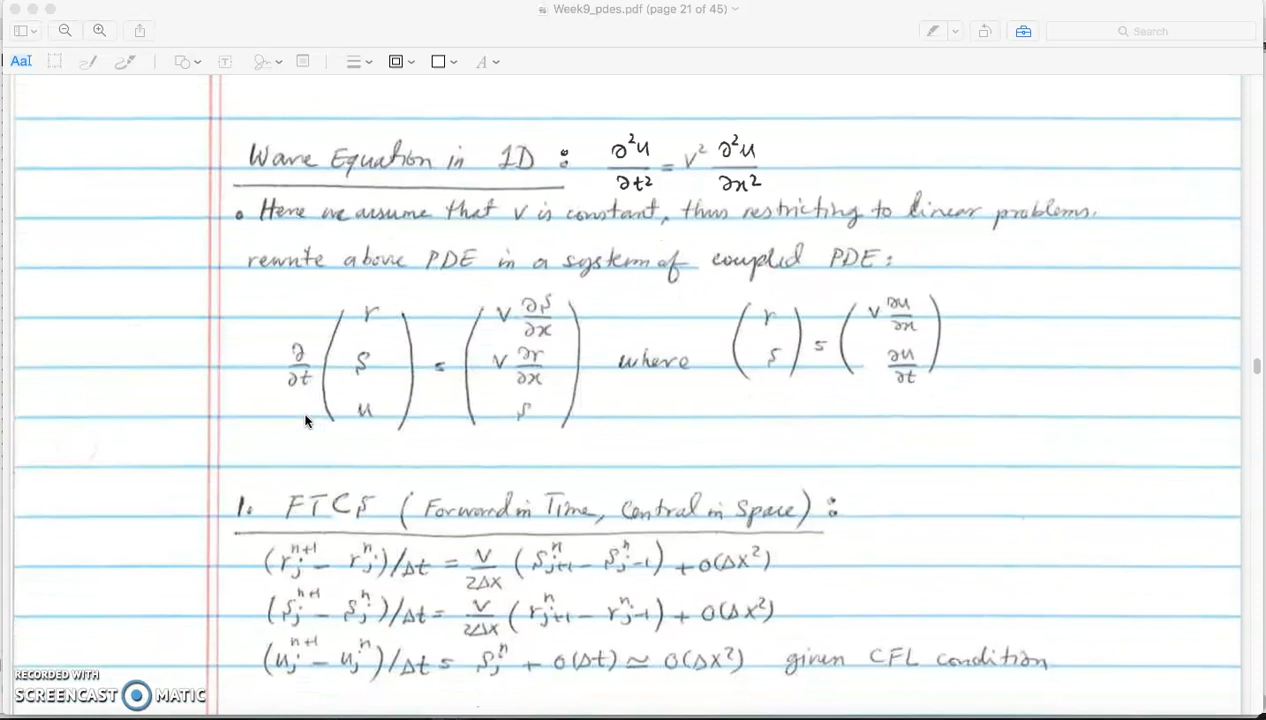 Week9_pdes.pdf (page 21 of 45)
Search
AaI
Wave Equation in 1D : ∂²u/∂t² = v² ∂²u/∂x²
• Here we assume that v is constant, thus restricting to linear problems.
rewrite above PDE in a system of coupled PDE:
∂/∂t (r, s, u) = (v ∂s/∂x, v ∂r/∂x, s) where (r, s) = (v ∂u/∂x, ∂u/∂t)
1. FTCS (Forward in Time, Central in Space) :
(r_j^{n+1} - r_j^n)/Δt = v/2Δx (s_{j+1}^n - s_{j-1}^n) + O(Δx²)
(s_j^{n+1} - s_j^n)/Δt = v/2Δx (r_{j+1}^n - r_{j-1}^n) + O(Δx²)
(u_j^{n+1} - u_j^n)/Δt = s_j^n + O(Δt) ≃ O(Δx²) given CFL condition
RECORDED WITH
SCREENCAST MATIC